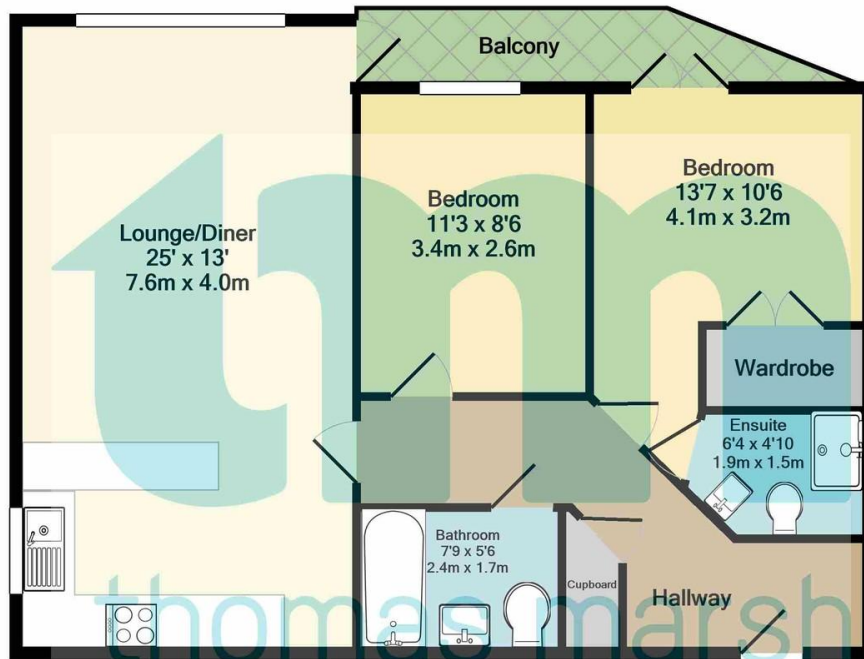 Balcony
Lounge/Diner
25' x 13'
7.6m x 4.0m
Bedroom
11'3 x 8'6
3.4m x 2.6m
Bedroom
13'7 x 10'6
4.1m x 3.2m
Wardrobe
Ensuite
6'4 x 4'10
1.9m x 1.5m
Bathroom
7'9 x 5'6
2.4m x 1.7m
Cupboard
Hallway
tm
thomas marsh